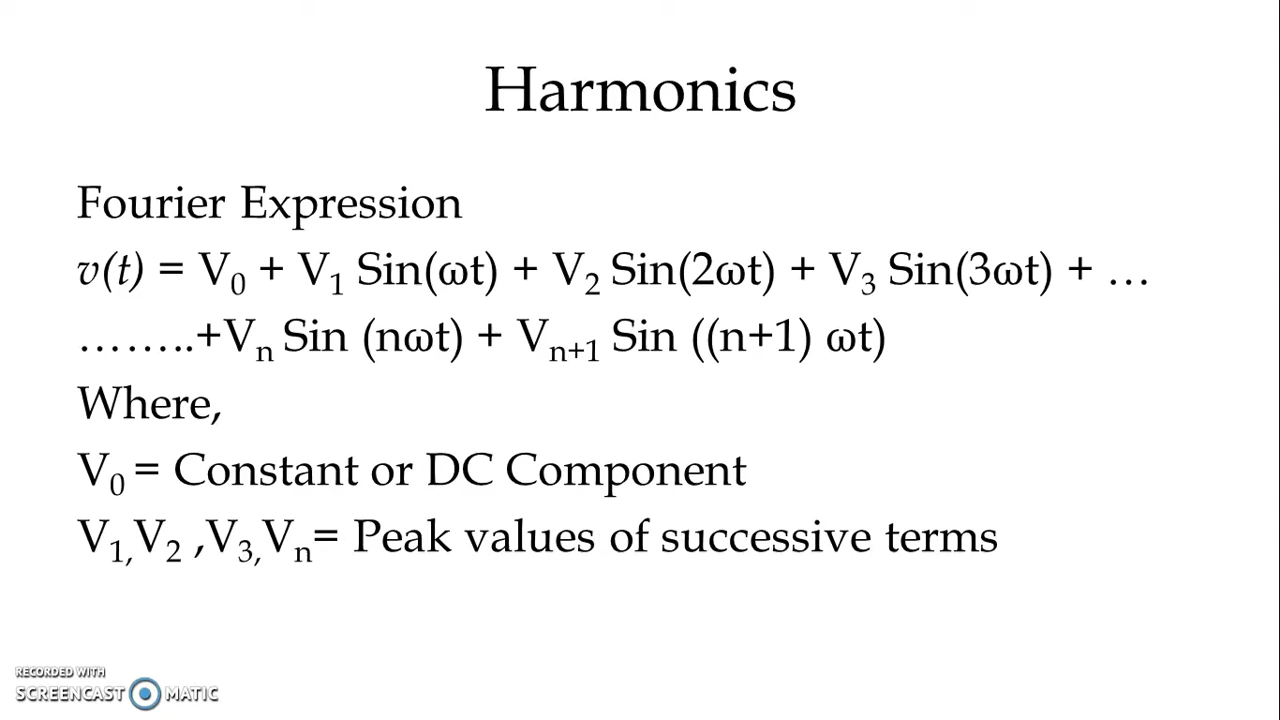 Harmonics
Fourier Expression
v(t) = V₀ + V₁ Sin(ωt) + V₂ Sin(2ωt) + V₃ Sin(3ωt) + …
……..+Vₙ Sin (nωt) + Vₙ₊₁ Sin ((n+1) ωt)
Where,
V₀ = Constant or DC Component
V₁,V₂ ,V₃,Vₙ= Peak values of successive terms
RECORDED WITH
SCREENCAST MATIC